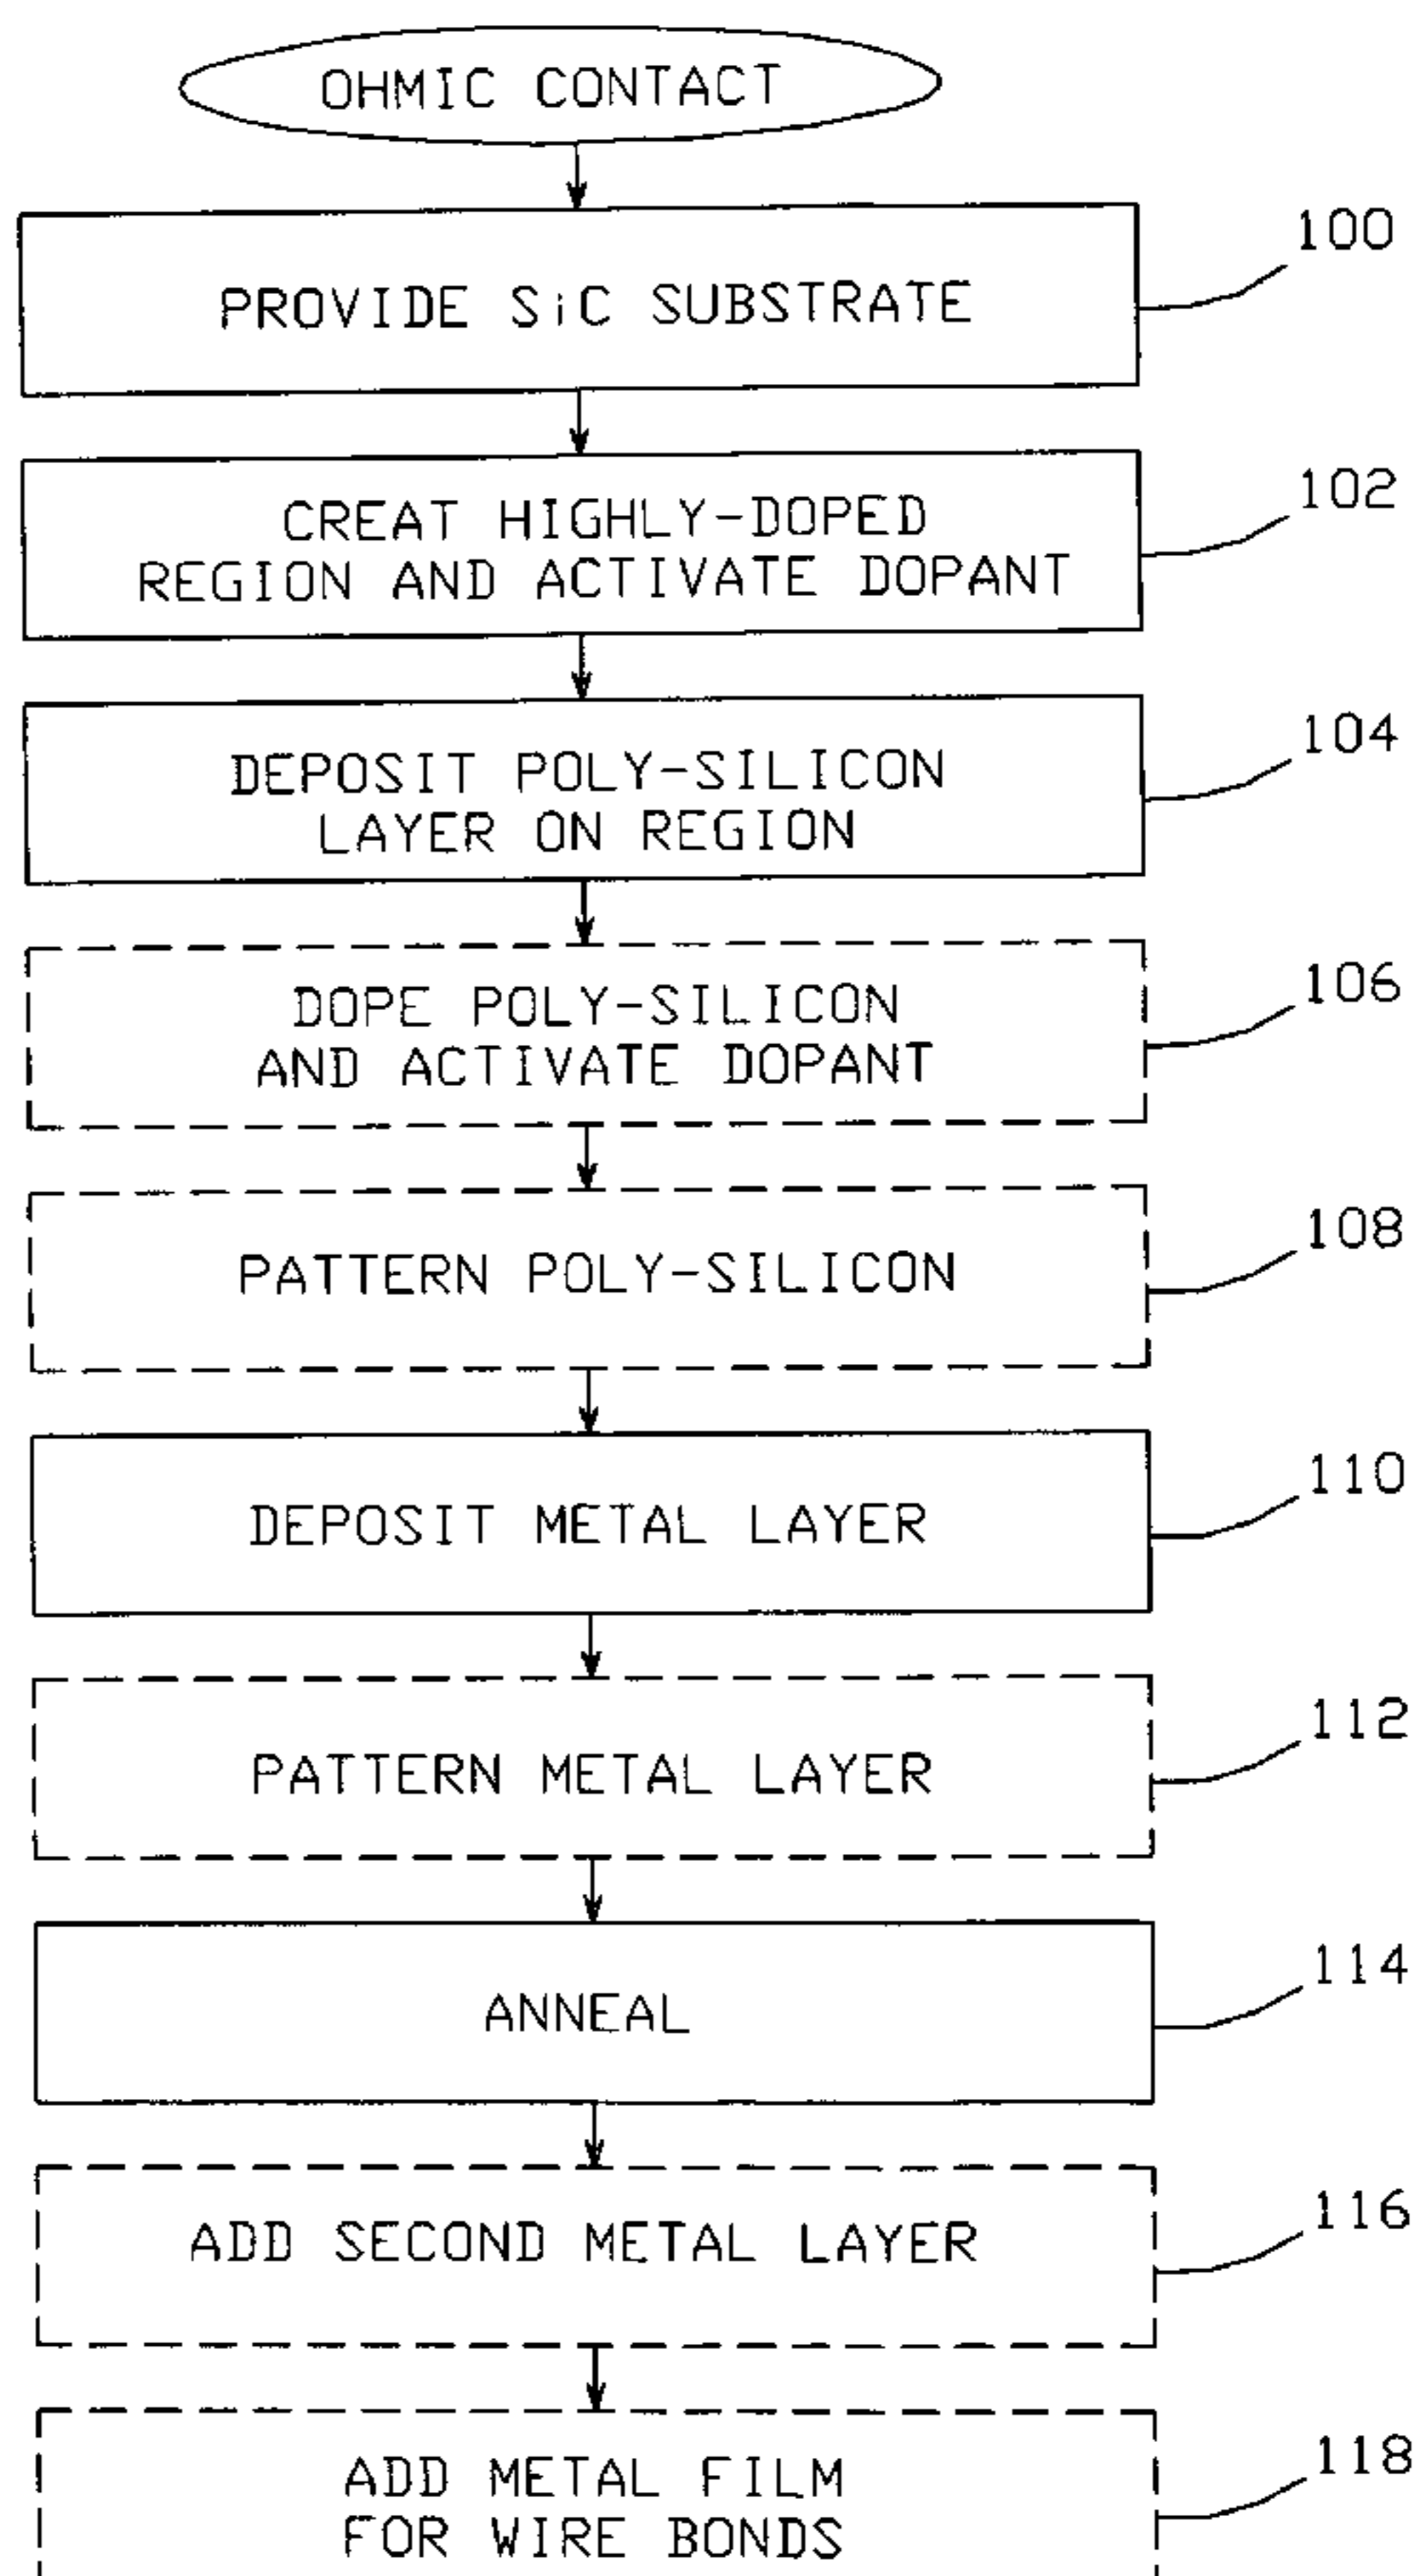 OHMIC CONTACT
100
PROVIDE SiC SUBSTRATE
102
CREAT HIGHLY-DOPED
REGION AND ACTIVATE DOPANT
104
DEPOSIT POLY-SILICON
LAYER ON REGION
106
DOPE POLY-SILICON
AND ACTIVATE DOPANT
108
PATTERN POLY-SILICON
110
DEPOSIT METAL LAYER
112
PATTERN METAL LAYER
114
ANNEAL
116
ADD SECOND METAL LAYER
118
ADD METAL FILM
FOR WIRE BONDS